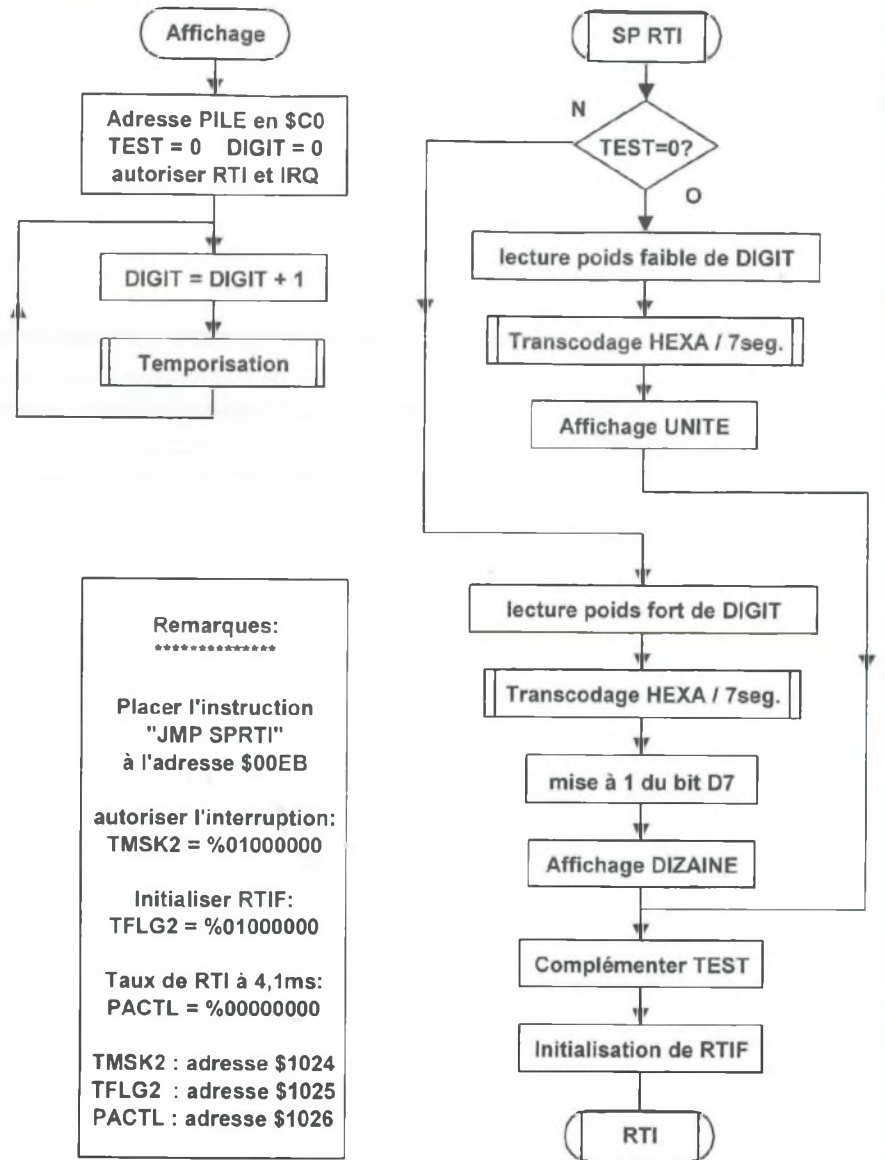 Affichage
Adresse PILE en $C0
TEST = 0 DIGIT = 0
autoriser RTI et IRQ
DIGIT = DIGIT + 1
Temporisation
Remarques:
**************
Placer l'instruction
"JMP SPRTI"
à l'adresse $00EB
autoriser l'interruption:
TMSK2 = %01000000
Initialiser RTIF:
TFLG2 = %01000000
Taux de RTI à 4,1ms:
PACTL = %00000000
TMSK2 : adresse $1024
TFLG2 : adresse $1025
PACTL : adresse $1026
SP RTI
N
TEST=0?
O
lecture poids faible de DIGIT
Transcodage HEXA / 7seg.
Affichage UNITE
lecture poids fort de DIGIT
Transcodage HEXA / 7seg.
mise à 1 du bit D7
Affichage DIZAINE
Complémenter TEST
Initialisation de RTIF
RTI